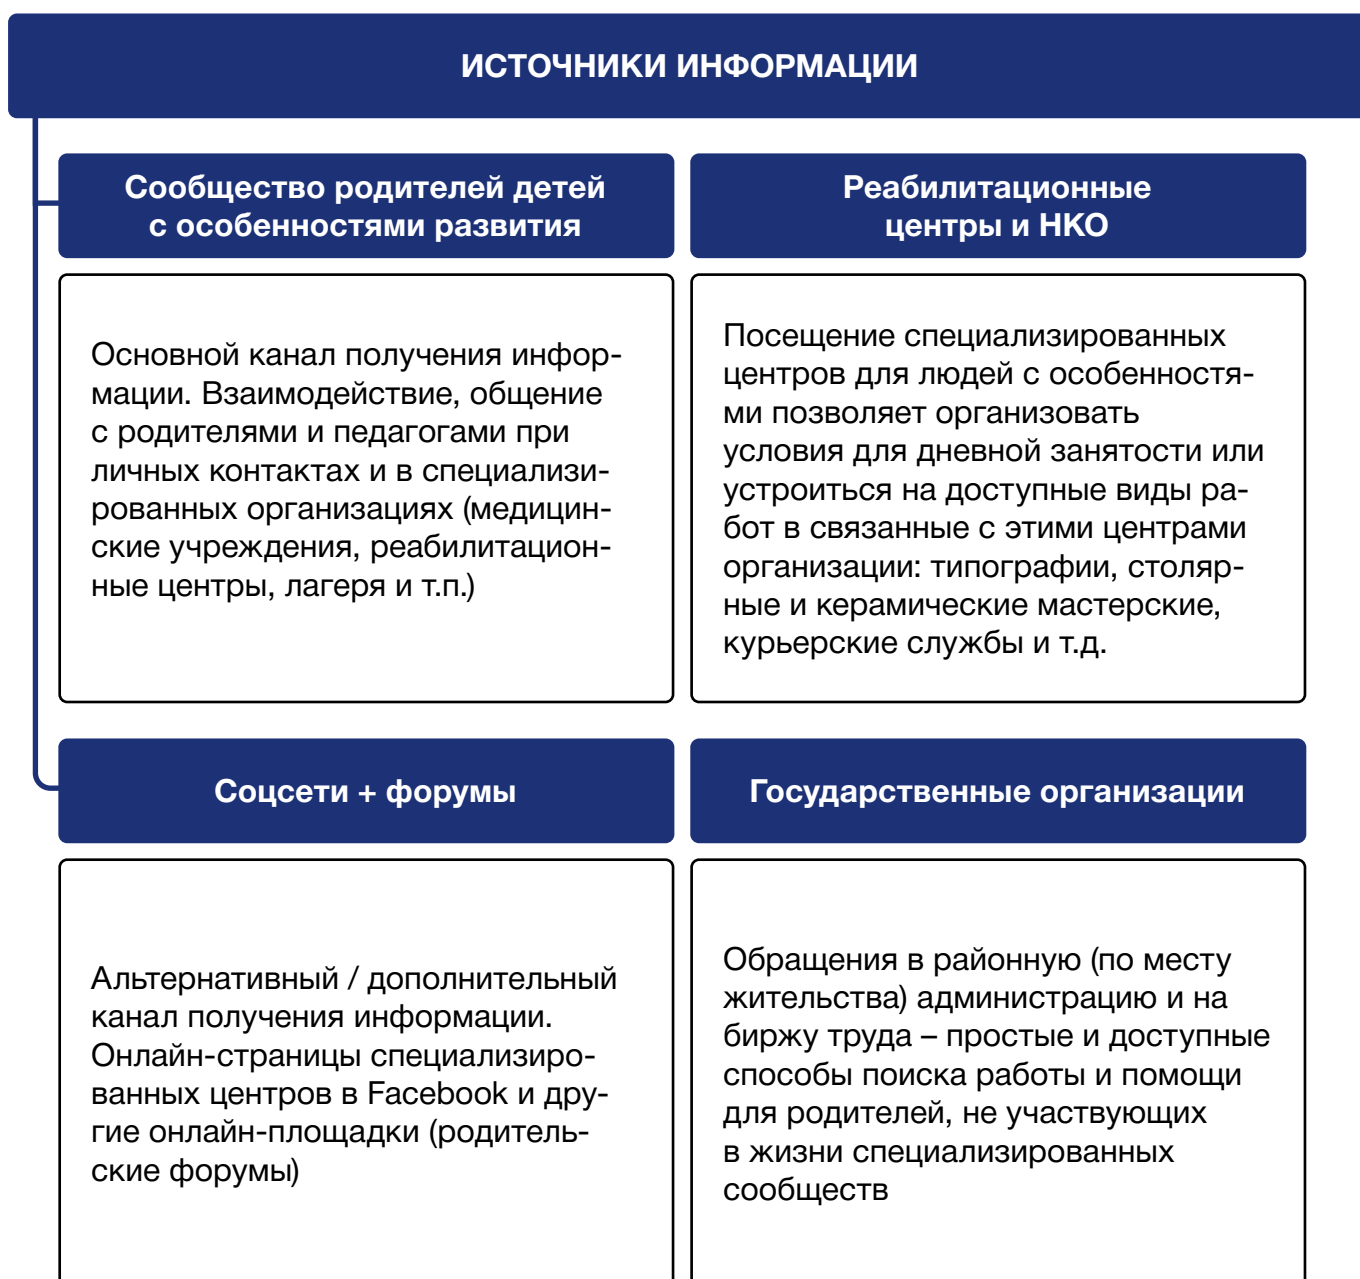 ИСТОЧНИКИ ИНФОРМАЦИИ
Сообщество родителей детей
с особенностями развития
Основной канал получения инфор-
мации. Взаимодействие, общение
с родителями и педагогами при
личных контактах и в специализи-
рованных организациях (медицин-
ские учреждения, реабилитацион-
ные центры, лагеря и т.п.)
Реабилитационные
центры и НКО
Посещение специализированных
центров для людей с особенностя-
ми позволяет организовать
условия для дневной занятости или
устроиться на доступные виды ра-
бот в связанные с этими центрами
организации: типографии, столяр-
ные и керамические мастерские,
курьерские службы и т.д.
Соцсети + форумы
Альтернативный / дополнительный
канал получения информации.
Онлайн-страницы специализиро-
ванных центров в Facebook и дру-
гие онлайн-площадки (родитель-
ские форумы)
Государственные организации
Обращения в районную (по месту
жительства) администрацию и на
биржу труда – простые и доступные
способы поиска работы и помощи
для родителей, не участвующих
в жизни специализированных
сообществ